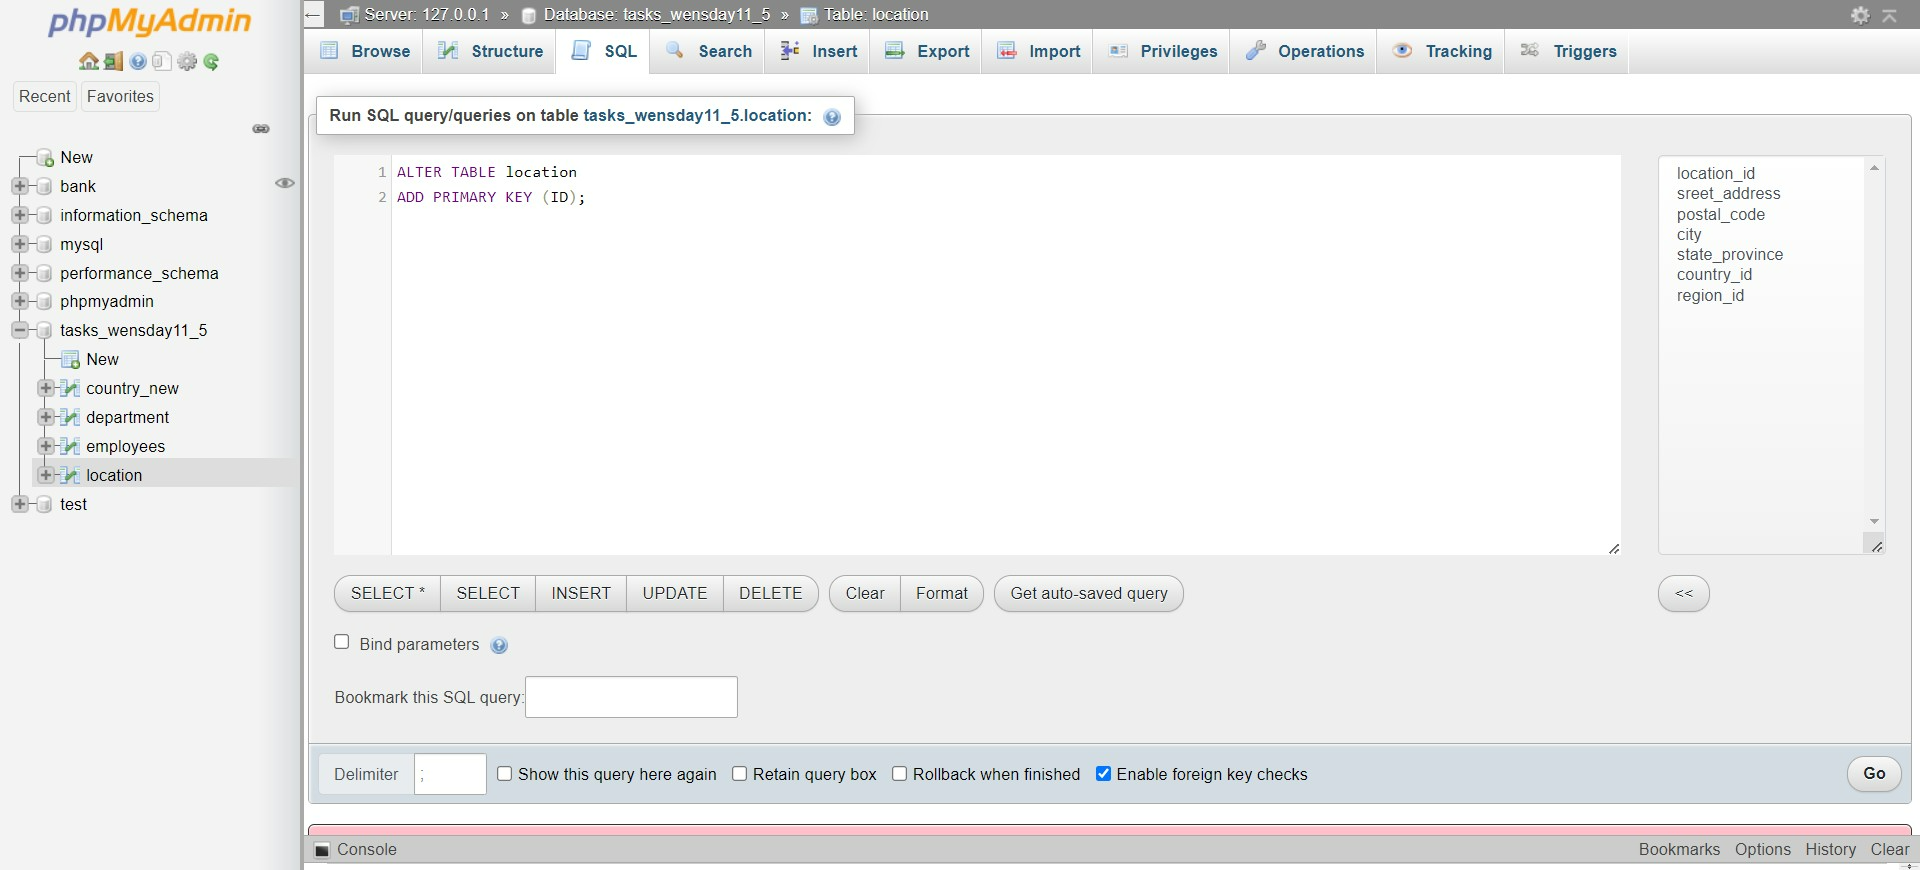 phpMyAdmin
Recent
Favorites
New
bank
information_schema
mysql
performance_schema
phpmyadmin
tasks_wensday11_5
New
country_new
department
employees
location
test
Server: 127.0.0.1 » Database: tasks_wensday11_5 » Table: location
Browse
Structure
SQL
Search
Insert
Export
Import
Privileges
Operations
Tracking
Triggers
Run SQL query/queries on table tasks_wensday11_5.location:
1 ALTER TABLE location
2 ADD PRIMARY KEY (ID);
location_id
sreet_address
postal_code
city
state_province
country_id
region_id
SELECT *
SELECT
INSERT
UPDATE
DELETE
Clear
Format
Get auto-saved query
<<
Bind parameters
Bookmark this SQL query:
Delimiter
;
Show this query here again
Retain query box
Rollback when finished
Enable foreign key checks
Go
Console
Bookmarks
Options
History
Clear